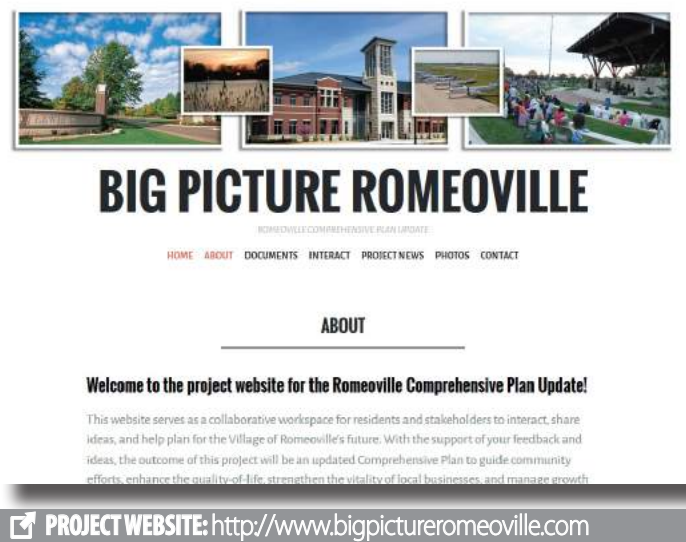 BIG PICTURE ROMEOVILLE
ROMEOVILLE COMPREHENSIVE PLAN UPDATE
HOME ABOUT DOCUMENTS INTERACT PROJECT NEWS PHOTOS CONTACT
ABOUT
Welcome to the project website for the Romeoville Comprehensive Plan Update!
This website serves as a collaborative workspace for residents and stakeholders to interact, share
ideas, and help plan for the Village of Romeoville's future. With the support of your feedback and
ideas, the outcome of this project will be an updated Comprehensive Plan to guide community
efforts, enhance the quality-of-life, strengthen the vitality of local businesses, and manage growth
PROJECT WEBSITE: http://www.bigpictureromeoville.com